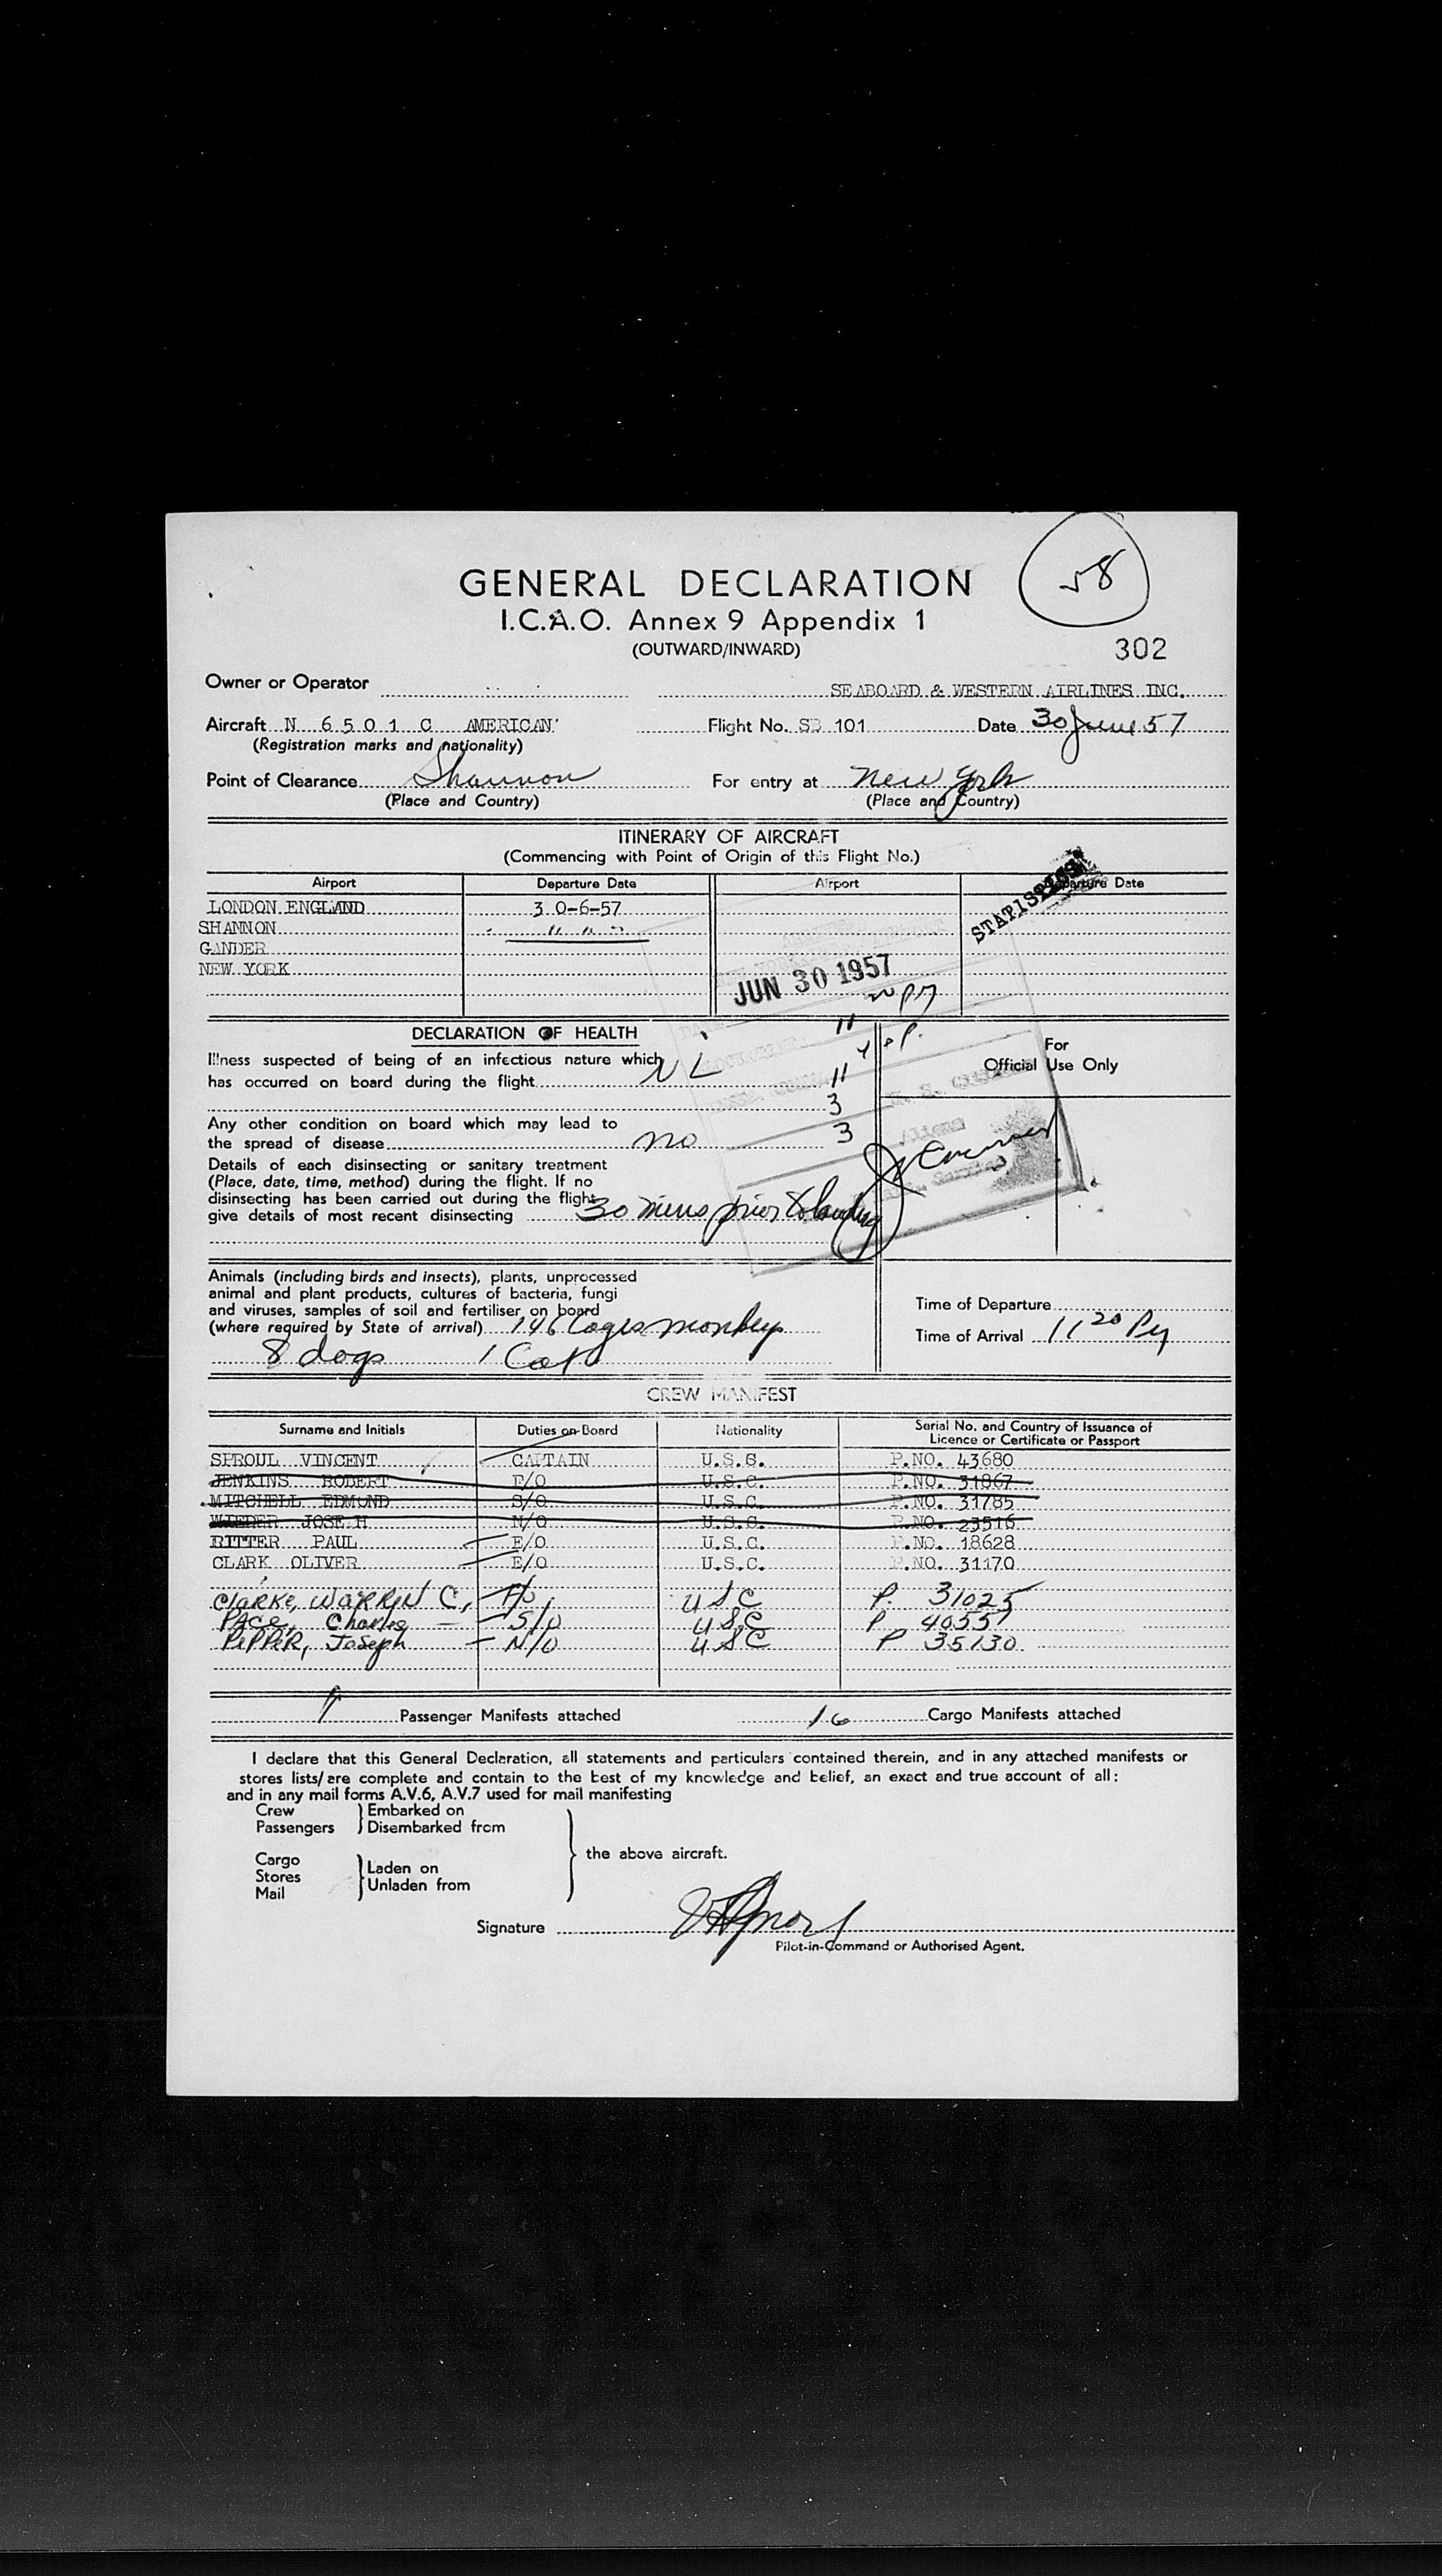 58
GENERAL DECLARATION
I.C.A.O. Annex 9 Appendix 1
(OUTWARD/INWARD)
302
Owner or Operator SEABOARD & WESTERN AIRLINES INC.
Aircraft N 6 5 0 1 C AMERICAN Flight No. SB 101 Date 30 June 57
(Registration marks and nationality)
Point of Clearance Shannon For entry at New York
(Place and Country) (Place and Country)
ITINERARY OF AIRCRAFT
(Commencing with Point of Origin of this Flight No.)
Airport Departure Date Airport Departure Date
LONDON ENGLAND 3 0-6-57
SHANNON " " "
GANDER
NEW YORK
STATISTICS
JUN 30 1957
DECLARATION OF HEALTH
11
For
Official Use Only
Illness suspected of being of an infectious nature which
has occurred on board during the flight NIL 11
3
Any other condition on board which may lead to
the spread of disease no 3
Details of each disinsecting or sanitary treatment
(Place, date, time, method) during the flight. If no
disinsecting has been carried out during the flight
give details of most recent disinsecting 30 mins prior to landing
Animals (including birds and insects), plants, unprocessed
animal and plant products, cultures of bacteria, fungi
and viruses, samples of soil and fertiliser on board
(where required by State of arrival) 146 Cages monkeys
8 dogs 1 Cat
Time of Departure
Time of Arrival 11 20 PM
CREW MANIFEST
Surname and Initials Duties on Board Nationality Serial No. and Country of Issuance of Licence or Certificate or Passport
SPROUL VINCENT CAPTAIN U.S.S. P.NO. 43680
JENKINS ROBERT F/O U.S.C. P.NO. 31867
MITCHELL EDMUND S/O U.S.C. P.NO. 31785
WIEDER JOSE H N/O U.S.C. P.NO. 23516
RITTER PAUL E/O U.S.C. P.NO. 18628
CLARK OLIVER E/O U.S.C. P.NO. 31170
CLARKE, WARREN C, F/O USC P. 31025
PACE, Charles S/O USC P 40557
PEPPER, Joseph N/O USC P 35130
Passenger Manifests attached 16 Cargo Manifests attached
I declare that this General Declaration, all statements and particulars contained therein, and in any attached manifests or
stores lists/are complete and contain to the best of my knowledge and belief, an exact and true account of all:
and in any mail forms A.V.6, A.V.7 used for mail manifesting
Crew Embarked on
Passengers Disembarked from
the above aircraft.
Cargo
Stores Laden on
Mail Unladen from
Signature
Pilot-in-Command or Authorised Agent.